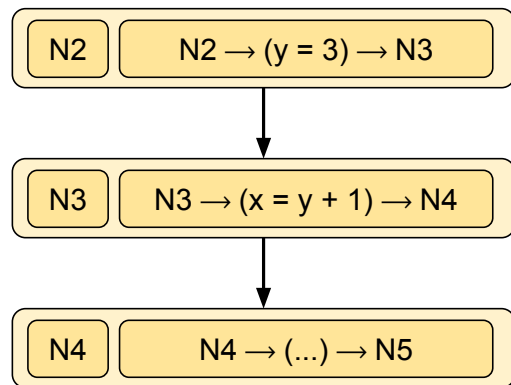 N2 N2 → (y = 3) → N3
N3 N3 → (x = y + 1) → N4
N4 N4 → (...) → N5